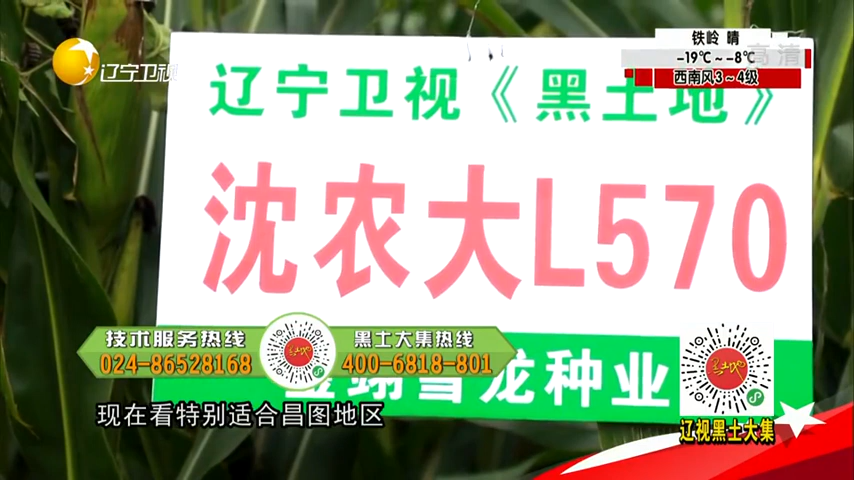 辽宁卫视
铁岭 晴
-19℃~-8℃
高清
西南风3~4级
辽宁卫视《黑土地》
沈农大L570
技术服务热线
024-86528168
黑土大集热线
400-6818-801
雪龙种业
现在看特别适合昌图地区
辽视黑土大集